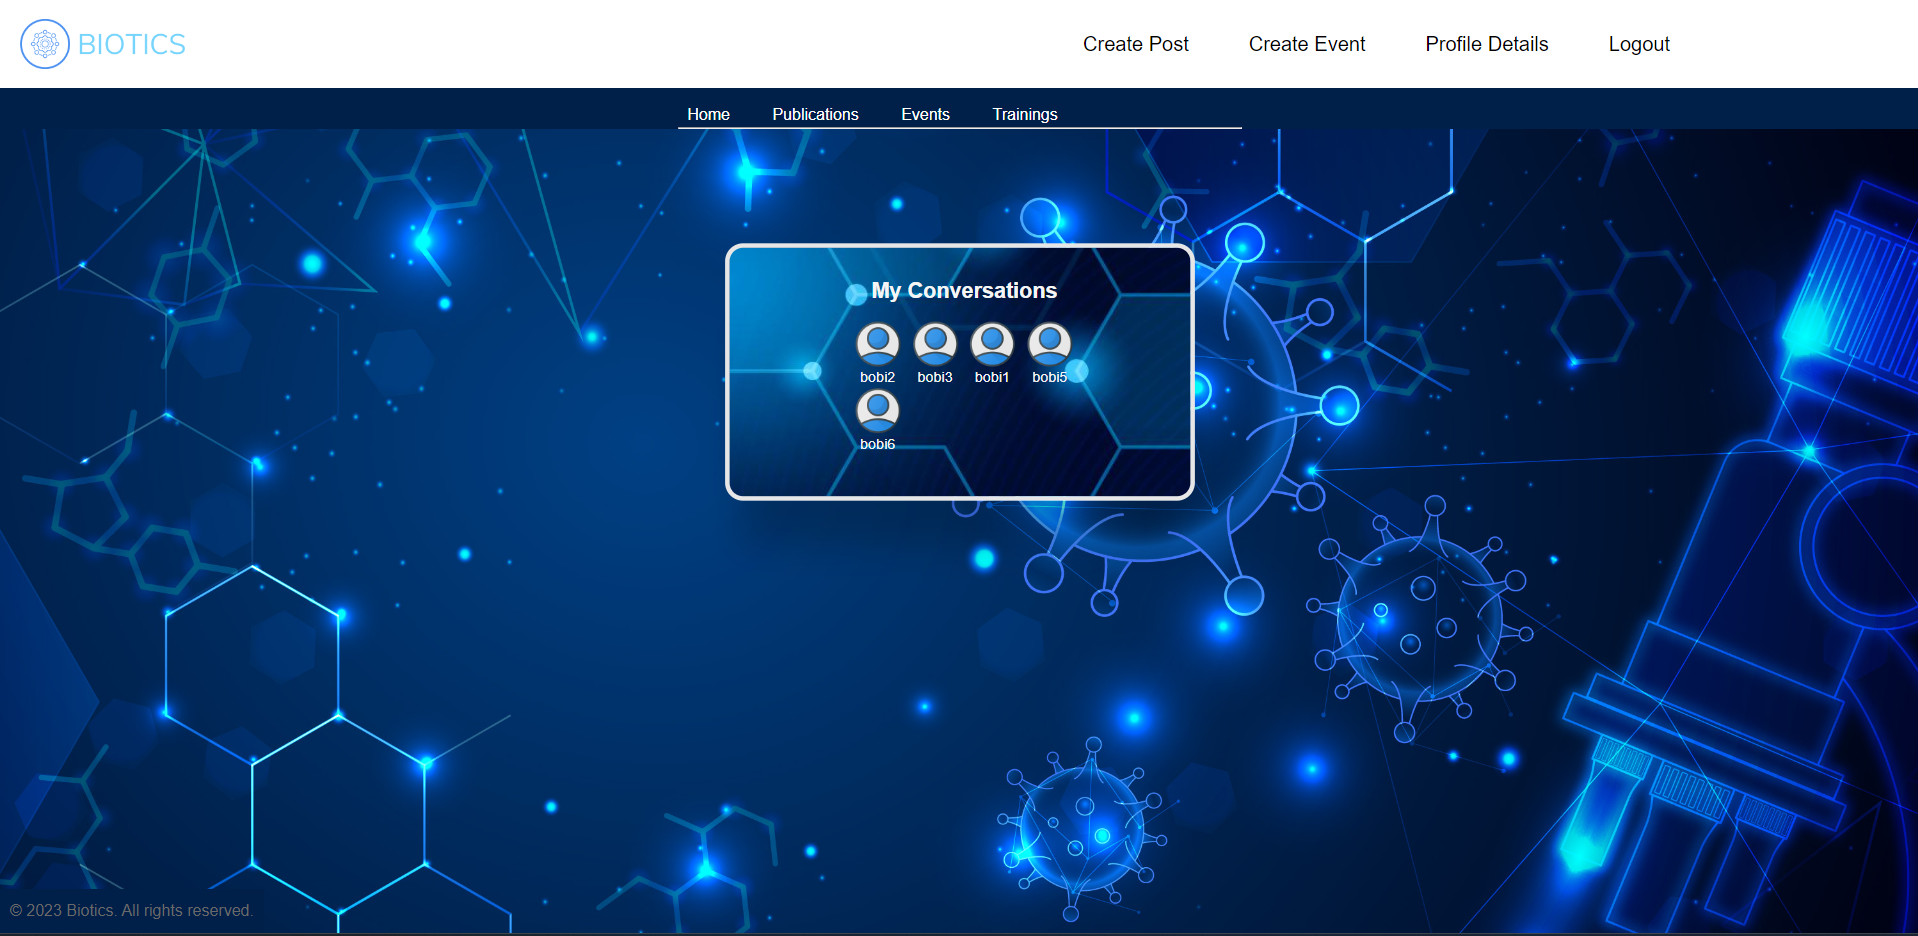 BIOTICS
Create Post Create Event Profile Details Logout
Home Publications Events Trainings
My Conversations
bobi2 bobi3 bobi1 bobi5
bobi6
© 2023 Biotics. All rights reserved.